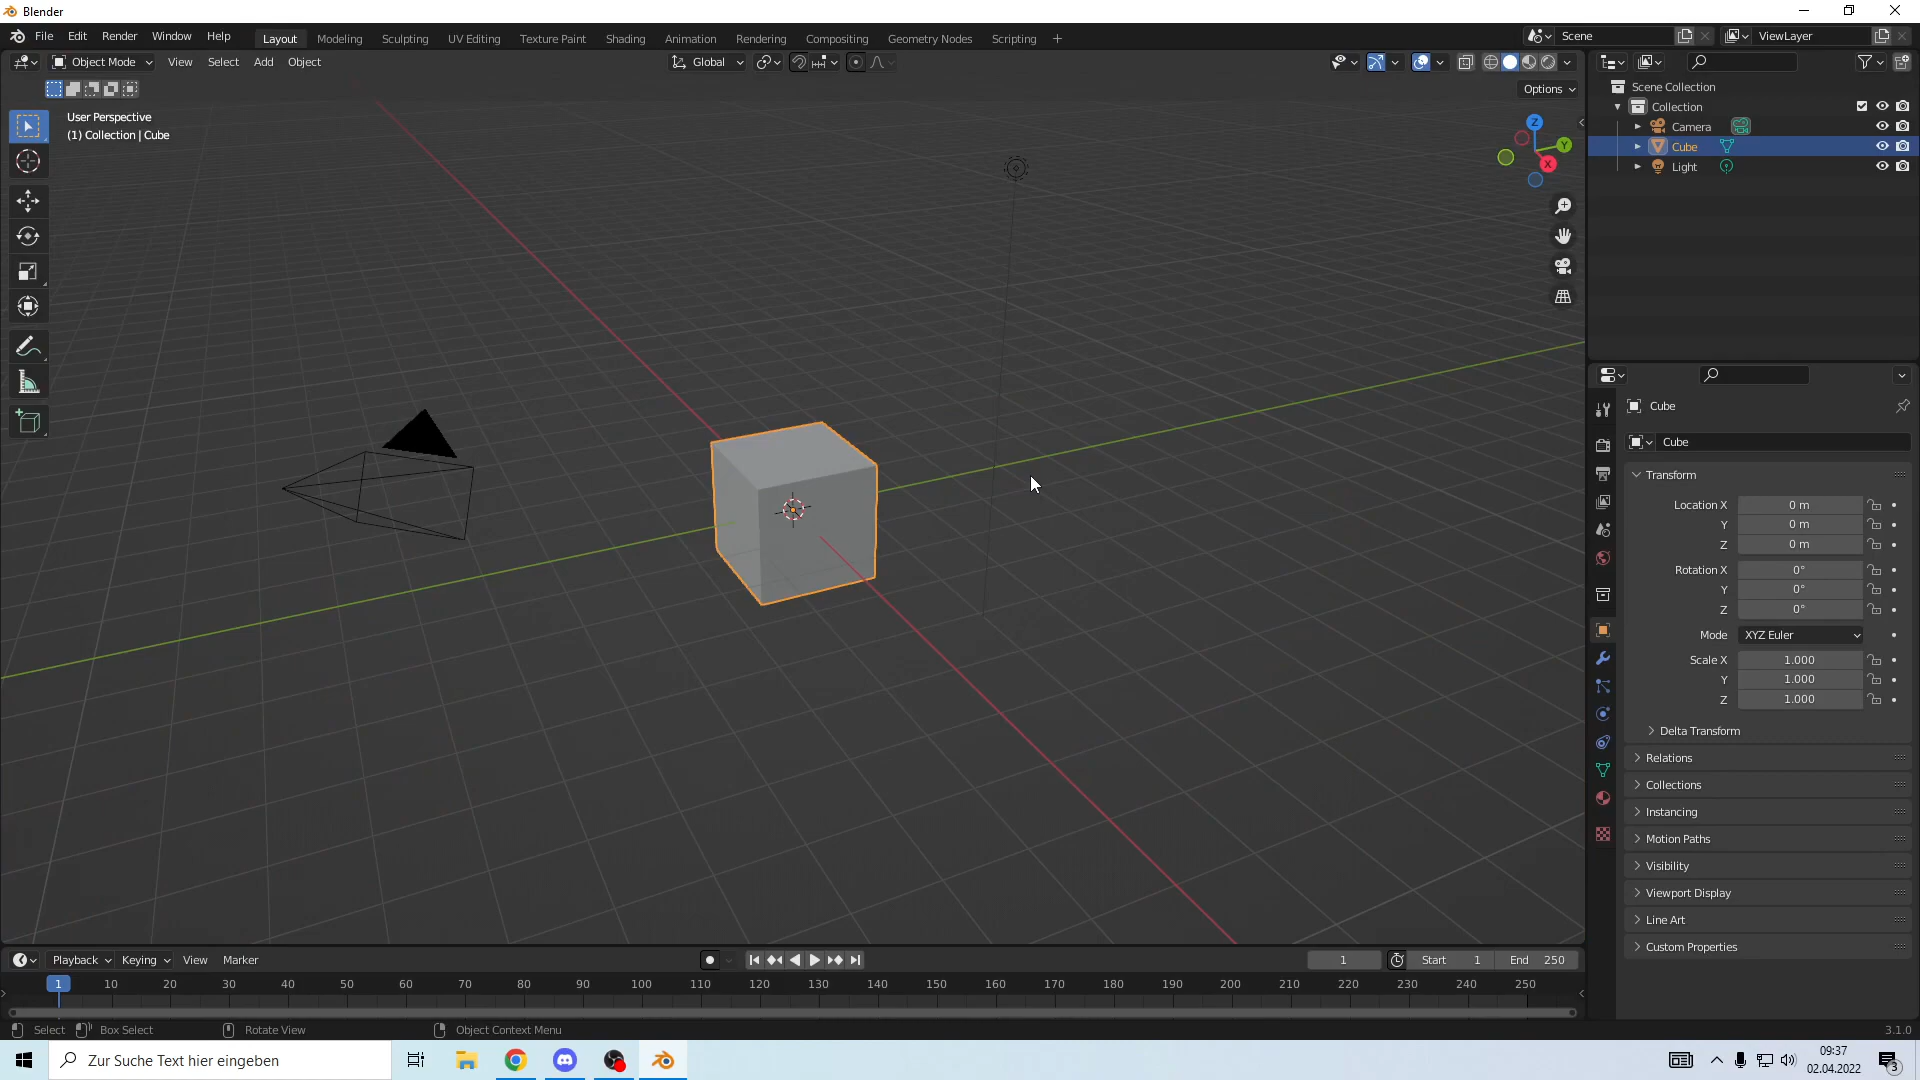 Blender
File Edit Render Window Help Layout Modeling Sculpting UV Editing Texture Paint Shading Animation Rendering Compositing Geometry Nodes Scripting + Scene ViewLayer
Object Mode View Select Add Object Global
Options
User Perspective
(1) Collection | Cube
Z
Y
X
Scene Collection
Collection
Camera
Cube
Light
Cube
Cube
Transform
Location X 0 m
Y 0 m
Z 0 m
Rotation X 0°
Y 0°
Z 0°
Mode XYZ Euler
Scale X 1.000
Y 1.000
Z 1.000
Delta Transform
Relations
Collections
Instancing
Motion Paths
Visibility
Viewport Display
Line Art
Custom Properties
Playback Keying View Marker 1 Start 1 End 250
1 10 20 30 40 50 60 70 80 90 100 110 120 130 140 150 160 170 180 190 200 210 220 230 240 250
Select Box Select Rotate View Object Context Menu 3.1.0
Zur Suche Text hier eingeben
09:37
02.04.2022
3